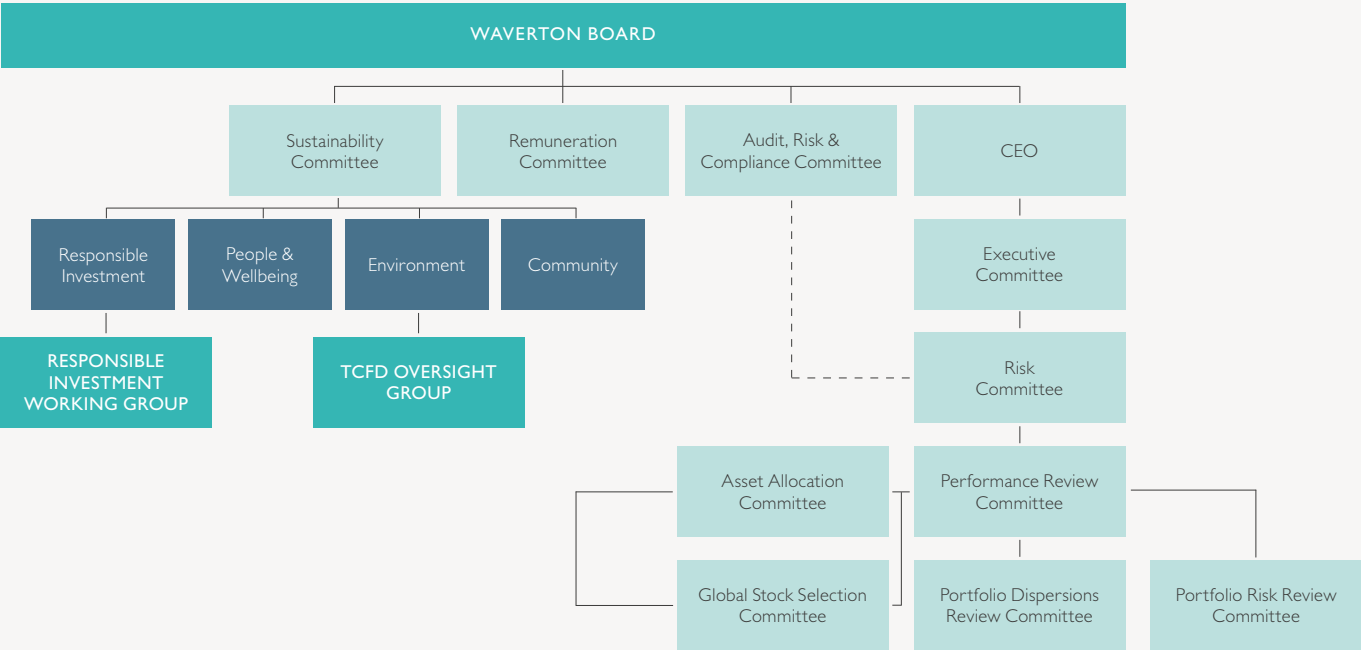 WAVERTON BOARD
Sustainability
Committee
Remuneration
Committee
Audit, Risk &
Compliance Committee
CEO
Responsible
Investment
People &
Wellbeing
Environment
Community
Executive
Committee
RESPONSIBLE
INVESTMENT
WORKING GROUP
TCFD OVERSIGHT
GROUP
Risk
Committee
Asset Allocation
Committee
Performance Review
Committee
Global Stock Selection
Committee
Portfolio Dispersions
Review Committee
Portfolio Risk Review
Committee